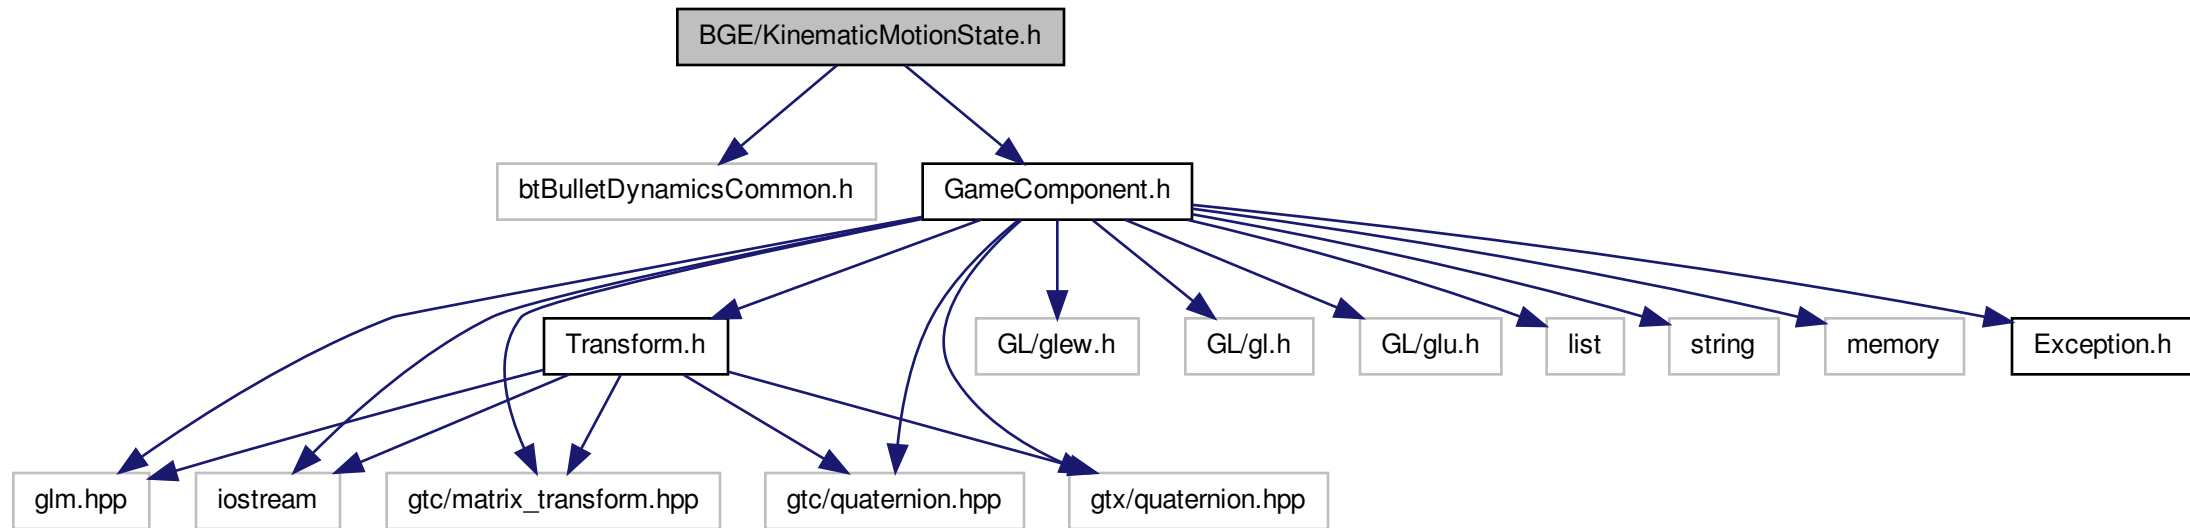 BGE/KinematicMotionState.h
btBulletDynamicsCommon.h
GameComponent.h
Transform.h
GL/glew.h
GL/gl.h
GL/glu.h
list
string
memory
Exception.h
glm.hpp
iostream
gtc/matrix_transform.hpp
gtc/quaternion.hpp
gtx/quaternion.hpp